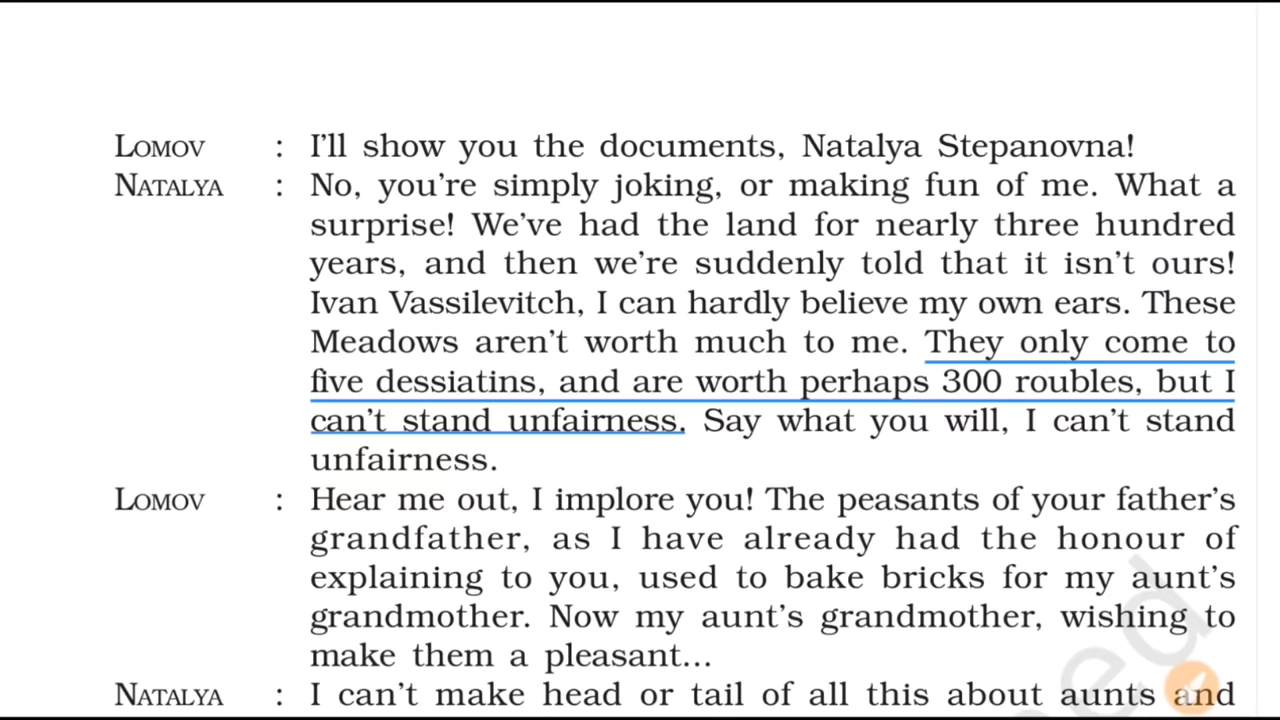 Lomov : I'll show you the documents, Natalya Stepanovna!
Natalya : No, you're simply joking, or making fun of me. What a
surprise! We've had the land for nearly three hundred
years, and then we're suddenly told that it isn't ours!
Ivan Vassilevitch, I can hardly believe my own ears. These
Meadows aren't worth much to me. They only come to
five dessiatins, and are worth perhaps 300 roubles, but I
can't stand unfairness. Say what you will, I can't stand
unfairness.
Lomov : Hear me out, I implore you! The peasants of your father's
grandfather, as I have already had the honour of
explaining to you, used to bake bricks for my aunt's
grandmother. Now my aunt's grandmother, wishing to
make them a pleasant...
Natalya : I can't make head or tail of all this about aunts and